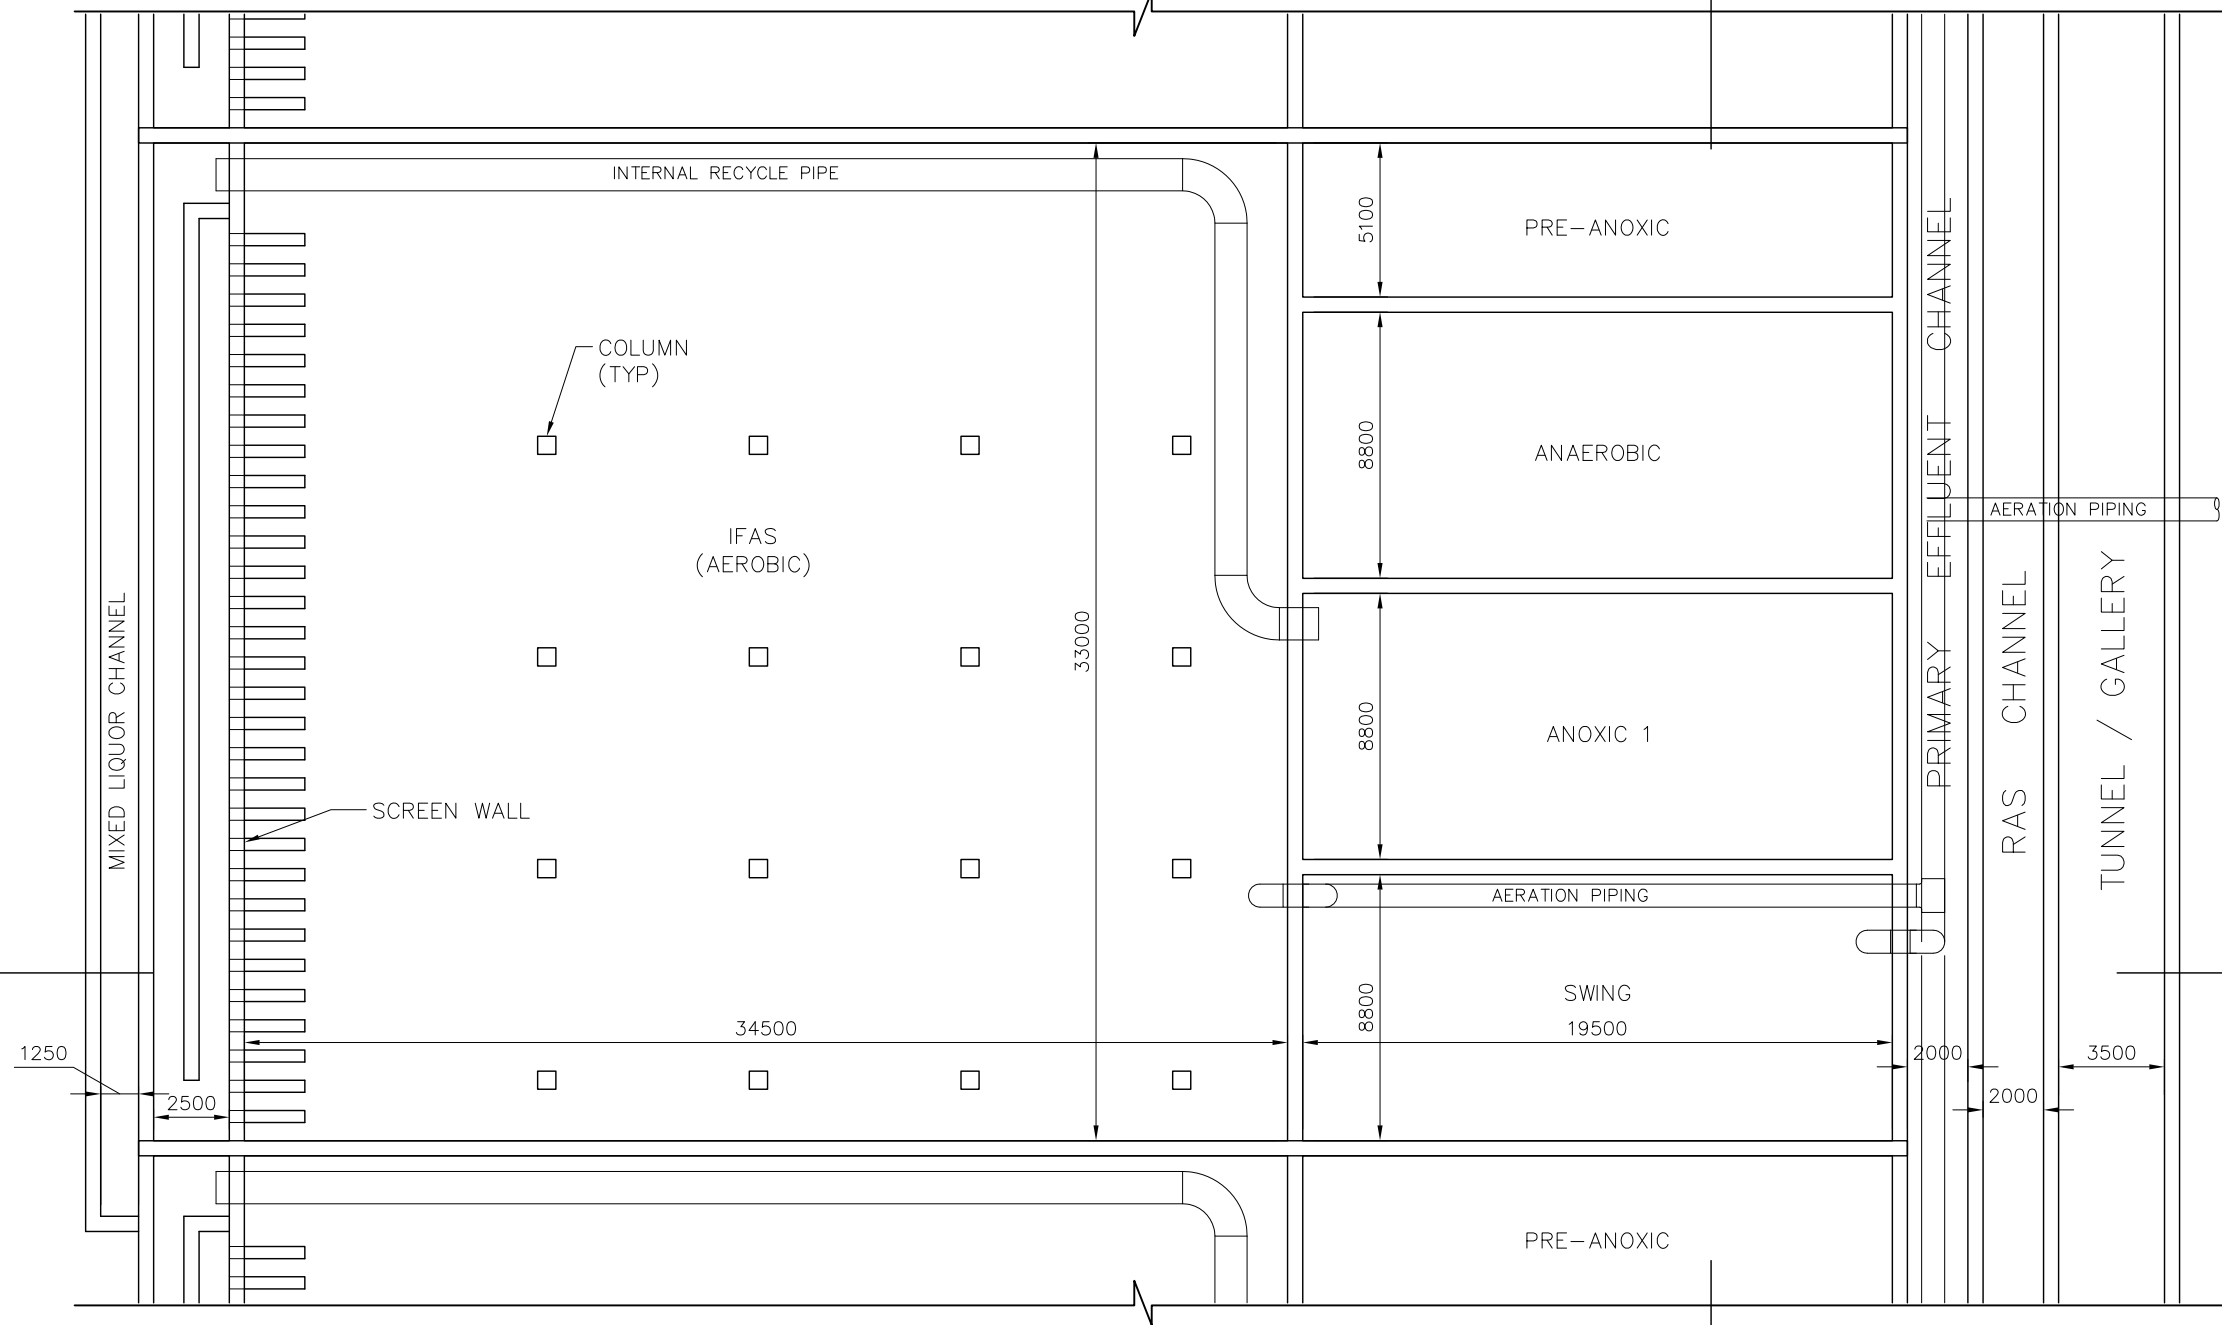 INTERNAL RECYCLE PIPE
5100
PRE-ANOXIC
PRIMARY EFFLUENT CHANNEL
COLUMN
(TYP)
8800
ANAEROBIC
AERATION PIPING
IFAS
(AEROBIC)
MIXED LIQUOR CHANNEL
33000
8800
ANOXIC 1
RAS CHANNEL
TUNNEL / GALLERY
SCREEN WALL
AERATION PIPING
8800
SWING
34500
19500
1250
2000
3500
2500
2000
PRE-ANOXIC